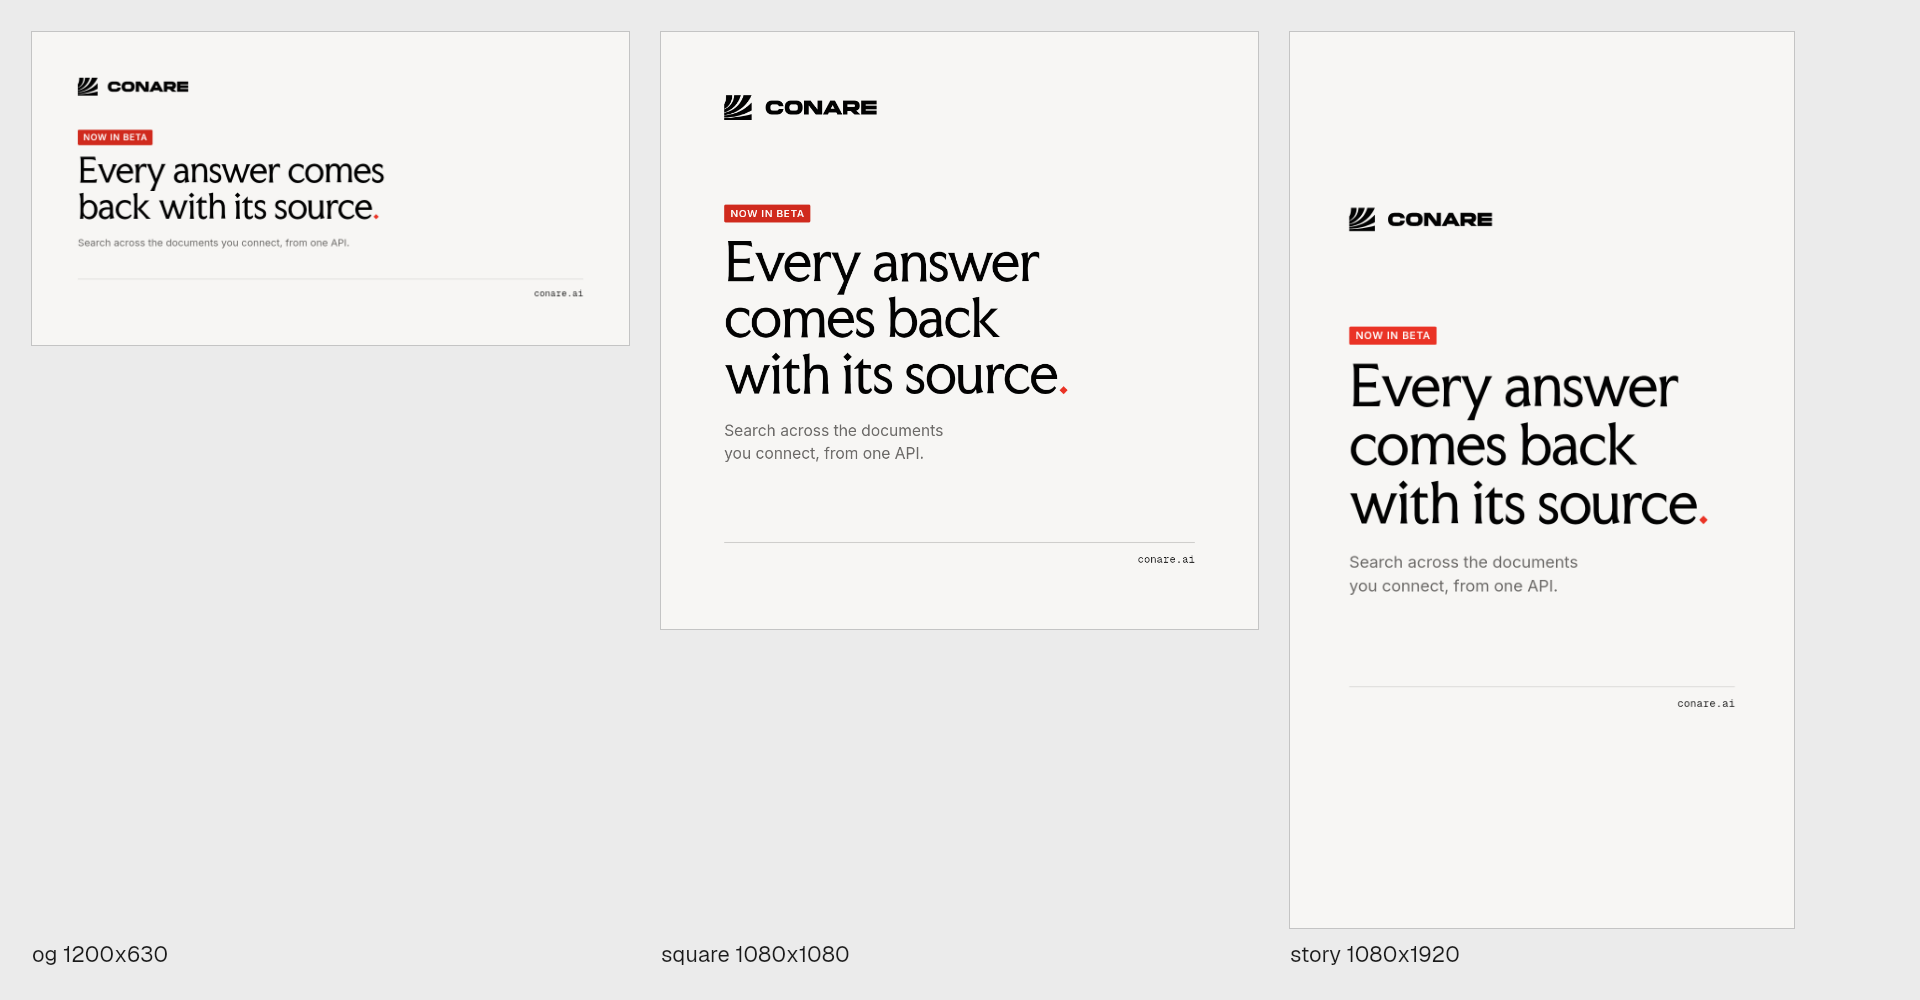 CONARE
NOW IN BETA
Every answer comes
back with its source.
Search across the documents you connect, from one API.
conare.ai
og 1200x630
CONARE
NOW IN BETA
Every answer
comes back
with its source.
Search across the documents
you connect, from one API.
conare.ai
square 1080x1080
CONARE
NOW IN BETA
Every answer
comes back
with its source.
Search across the documents
you connect, from one API.
conare.ai
story 1080x1920